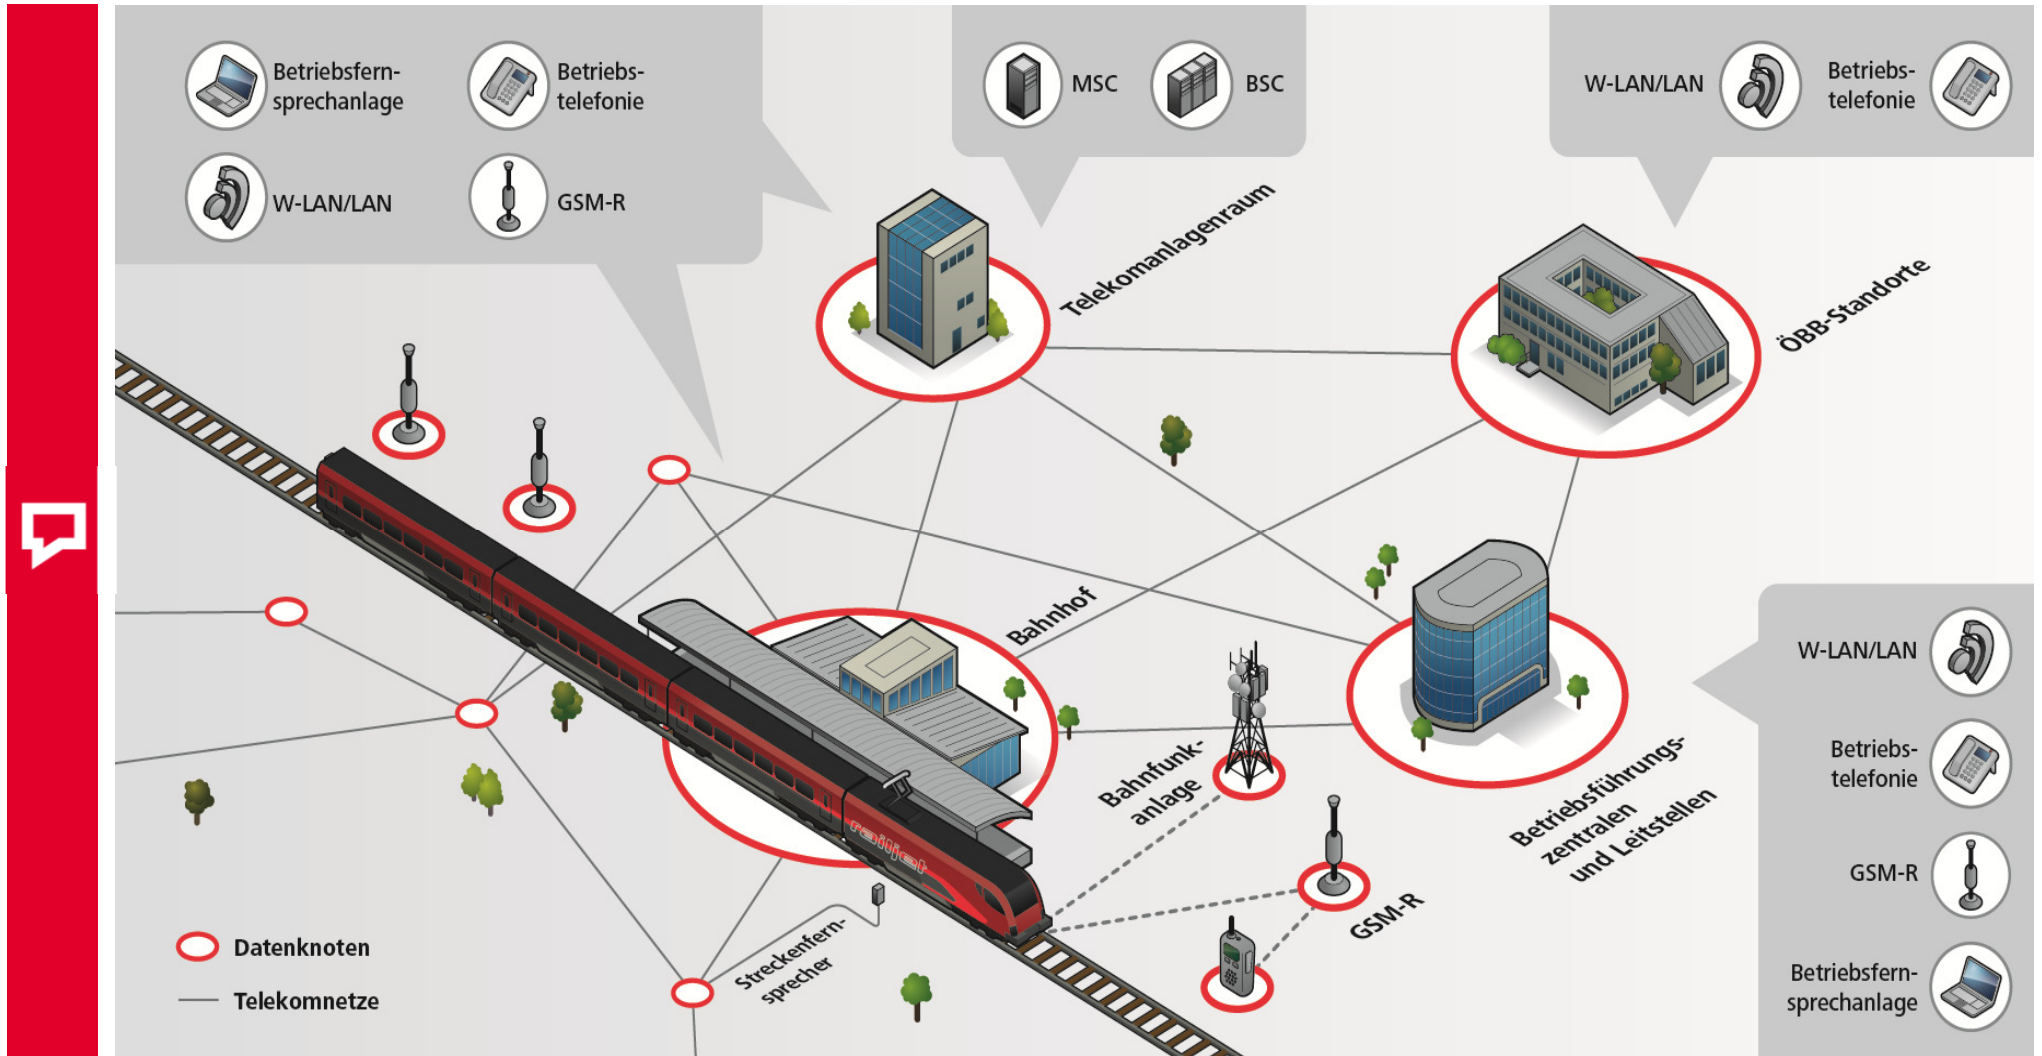 Betriebsfern-
sprechanlage
Betriebs-
telefonie
W-LAN/LAN
GSM-R
MSC
BSC
W-LAN/LAN
Betriebs-
telefonie
Telekomanlagenraum
ÖBB-Standorte
Bahnhof
Bahnfunk-
anlage
Betriebsführungs-
zentralen
und Leitstellen
GSM-R
railjet
Streckenfern-
sprecher
Datenknoten
Telekomnetze
W-LAN/LAN
Betriebs-
telefonie
GSM-R
Betriebsfern-
sprechanlage